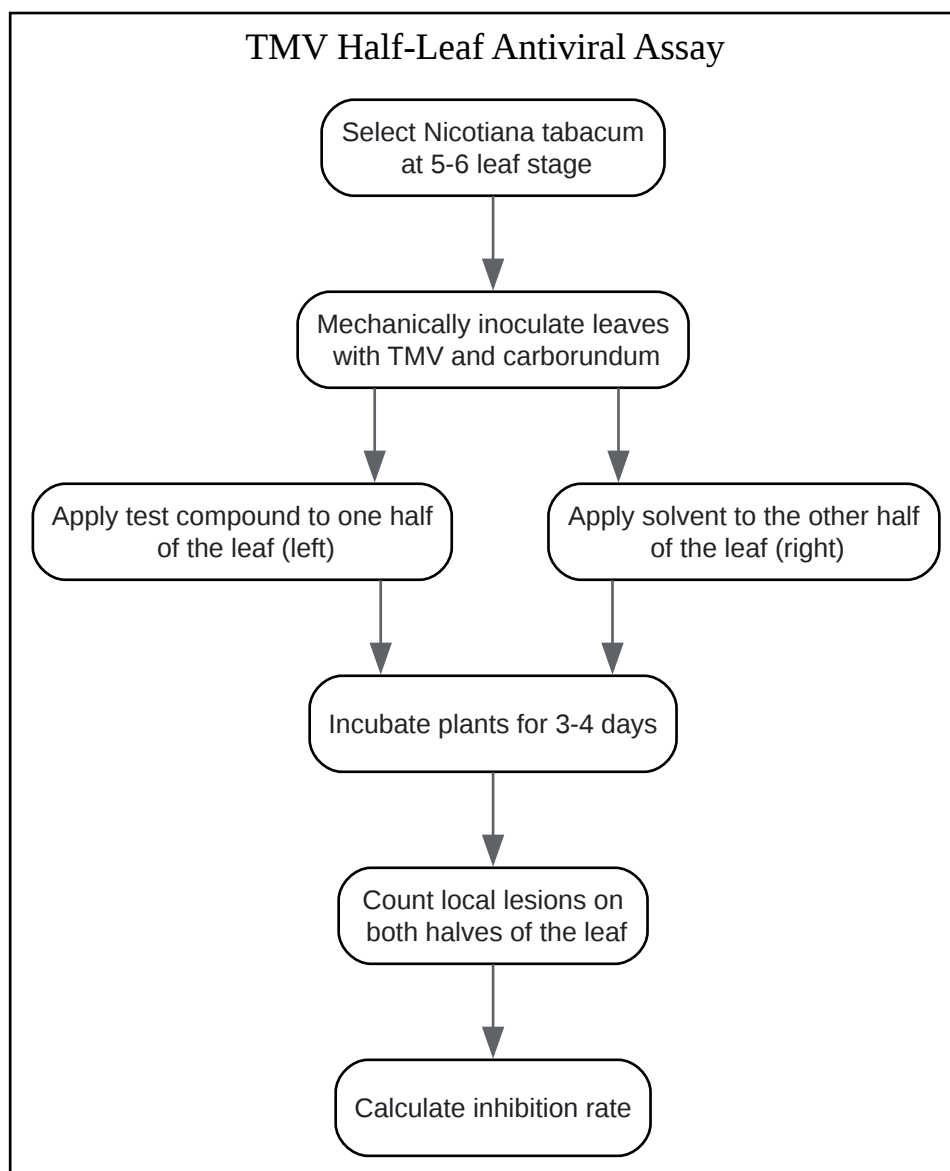 TMV Half-Leaf Antiviral Assay
Select Nicotiana tabacum
at 5-6 leaf stage
Mechanically inoculate leaves
with TMV and carborundum
Apply test compound to one half
of the leaf (left)
Apply solvent to the other half
of the leaf (right)
Incubate plants for 3-4 days
Count local lesions on
both halves of the leaf
Calculate inhibition rate